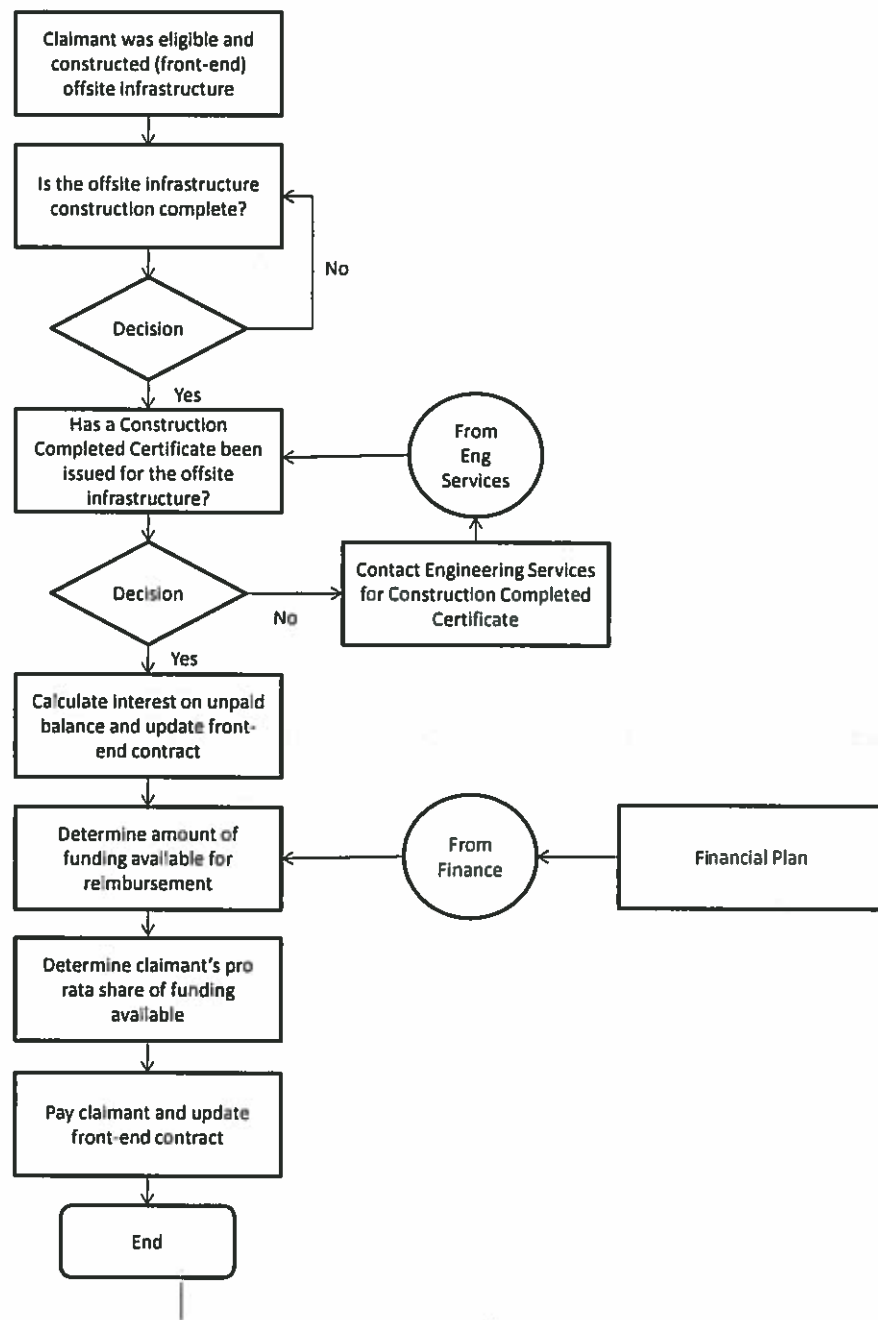 Claimant was eligible and
constructed (front-end)
offsite infrastructure
Is the offsite infrastructure
construction complete?
No
Decision
Yes
Has a Construction
Completed Certificate been
issued for the offsite
infrastructure?
From
Eng
Services
Decision
No
Contact Engineering Services
for Construction Completed
Certificate
Yes
Calculate interest on unpaid
balance and update front-
end contract
Determine amount of
funding available for
reimbursement
From
Finance
Financial Plan
Determine claimant's pro
rata share of funding
available
Pay claimant and update
front-end contract
End